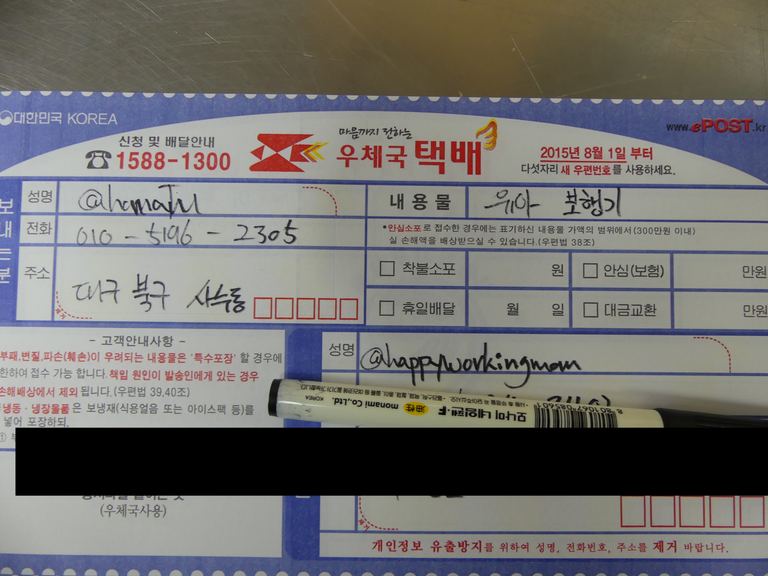 대한민국 KOREA
www.ePOST.kr
신청 및 배달안내
☎1588-1300
마음까지 전하는
우체국 택배
2015년 8월 1일 부터
다섯자리 새 우편번호를 사용하세요.
보내는분
성명 @hamatu
내용물 유아 보행기
전화 010-5196-2305
•안심소포로 접수한 경우에는 표기하신 내용물 가액의 범위에서(300만원 이내)
실 손해액을 배상받으실 수 있습니다.(우편법 38조)
주소 대구 북구 사수동
착불소포 원 안심(보험) 만원
휴일배달 월 일 대금교환 만원
- 고객안내사항 -
부패,변질,파손(훼손)이 우려되는 내용물은 '특수포장' 할 경우에
한하여 접수 가능 합니다. 책임 원인이 발송인에게 있는 경우
손해배상에서 제외 됩니다.(우편법 39,40조)
냉동·냉장물품은 보냉재(식용얼음 또는 아이스팩 등)를
넣어 포장하되,
성명 @happyworkingmom
모나미 네임펜-F
油性 monami Co.,Ltd.
KOREA
8 801067 085601
(우체국사용)
개인정보 유출방지를 위하여 성명, 전화번호, 주소를 제거 바랍니다.